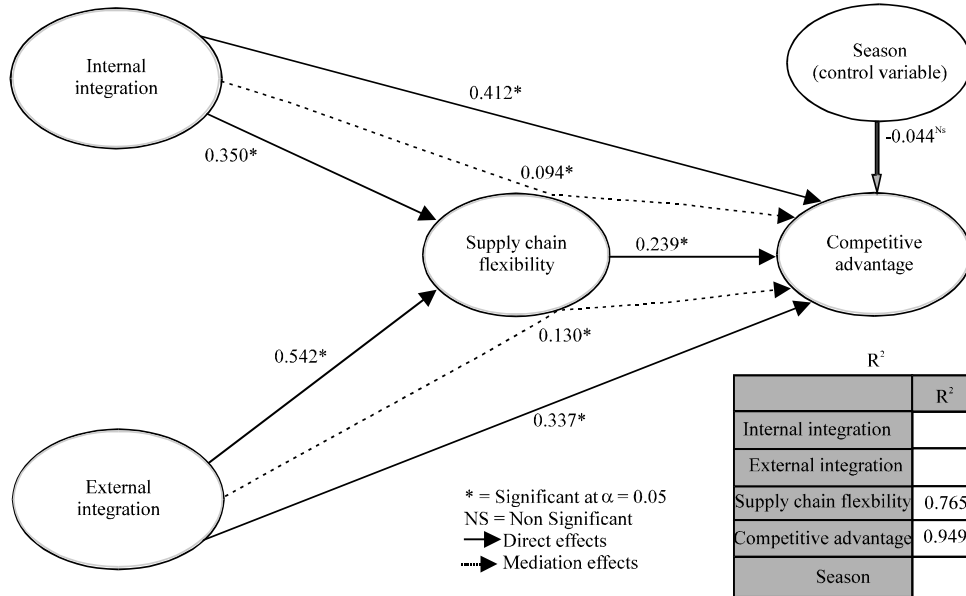 Internal
integration
Season
(control variable)
0.412*
-0.044Ns
0.350*
0.094*
Supply chain
flexibility
0.239*
Competitive
advantage
0.542*
0.130*
0.337*
External
integration
* = Significant at α = 0.05
NS = Non Significant
Direct effects
Mediation effects
R2
R2
Internal integration
External integration
Supply chain flexbility 0.765
Competitive advantage 0.949
Season